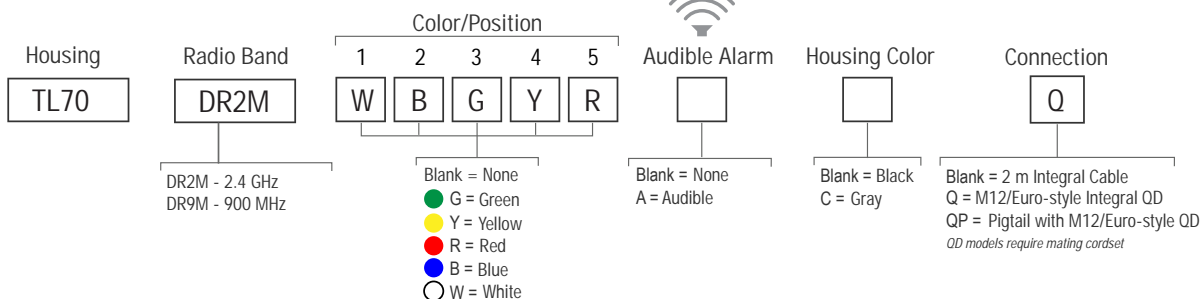 Color/Position
Housing Radio Band 1 2 3 4 5 Audible Alarm Housing Color Connection
TL70 DR2M W B G Y R Q
DR2M - 2.4 GHz
DR9M - 900 MHz
Blank = None
G = Green
Y = Yellow
R = Red
B = Blue
W = White
Blank = None
A = Audible
Blank = Black
C = Gray
Blank = 2 m Integral Cable
Q = M12/Euro-style Integral QD
QP = Pigtail with M12/Euro-style QD
QD models require mating cordset